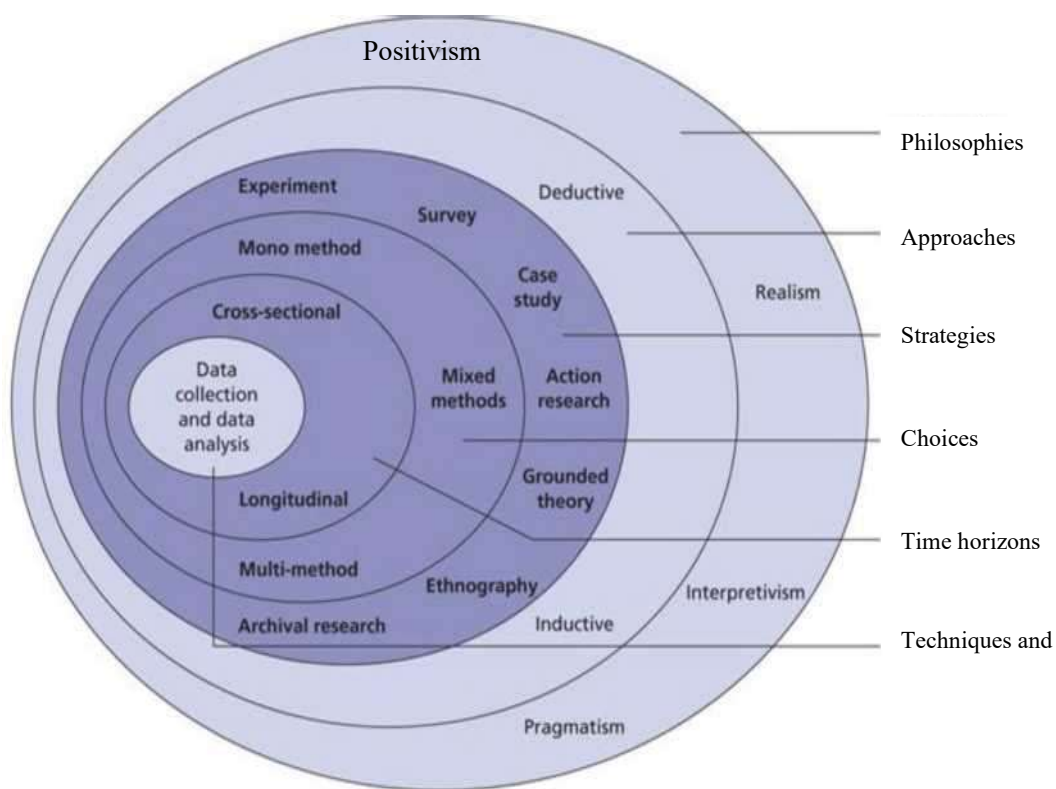 Positivism
Philosophies
Experiment
Deductive
Survey
Approaches
Mono method
Case
study
Realism
Cross-sectional
Strategies
Data
collection
and data
analysis
Mixed
methods
Action
research
Choices
Grounded
theory
Longitudinal
Time horizons
Multi-method
Ethnography
Interpretivism
Archival research
Inductive
Techniques and
Pragmatism